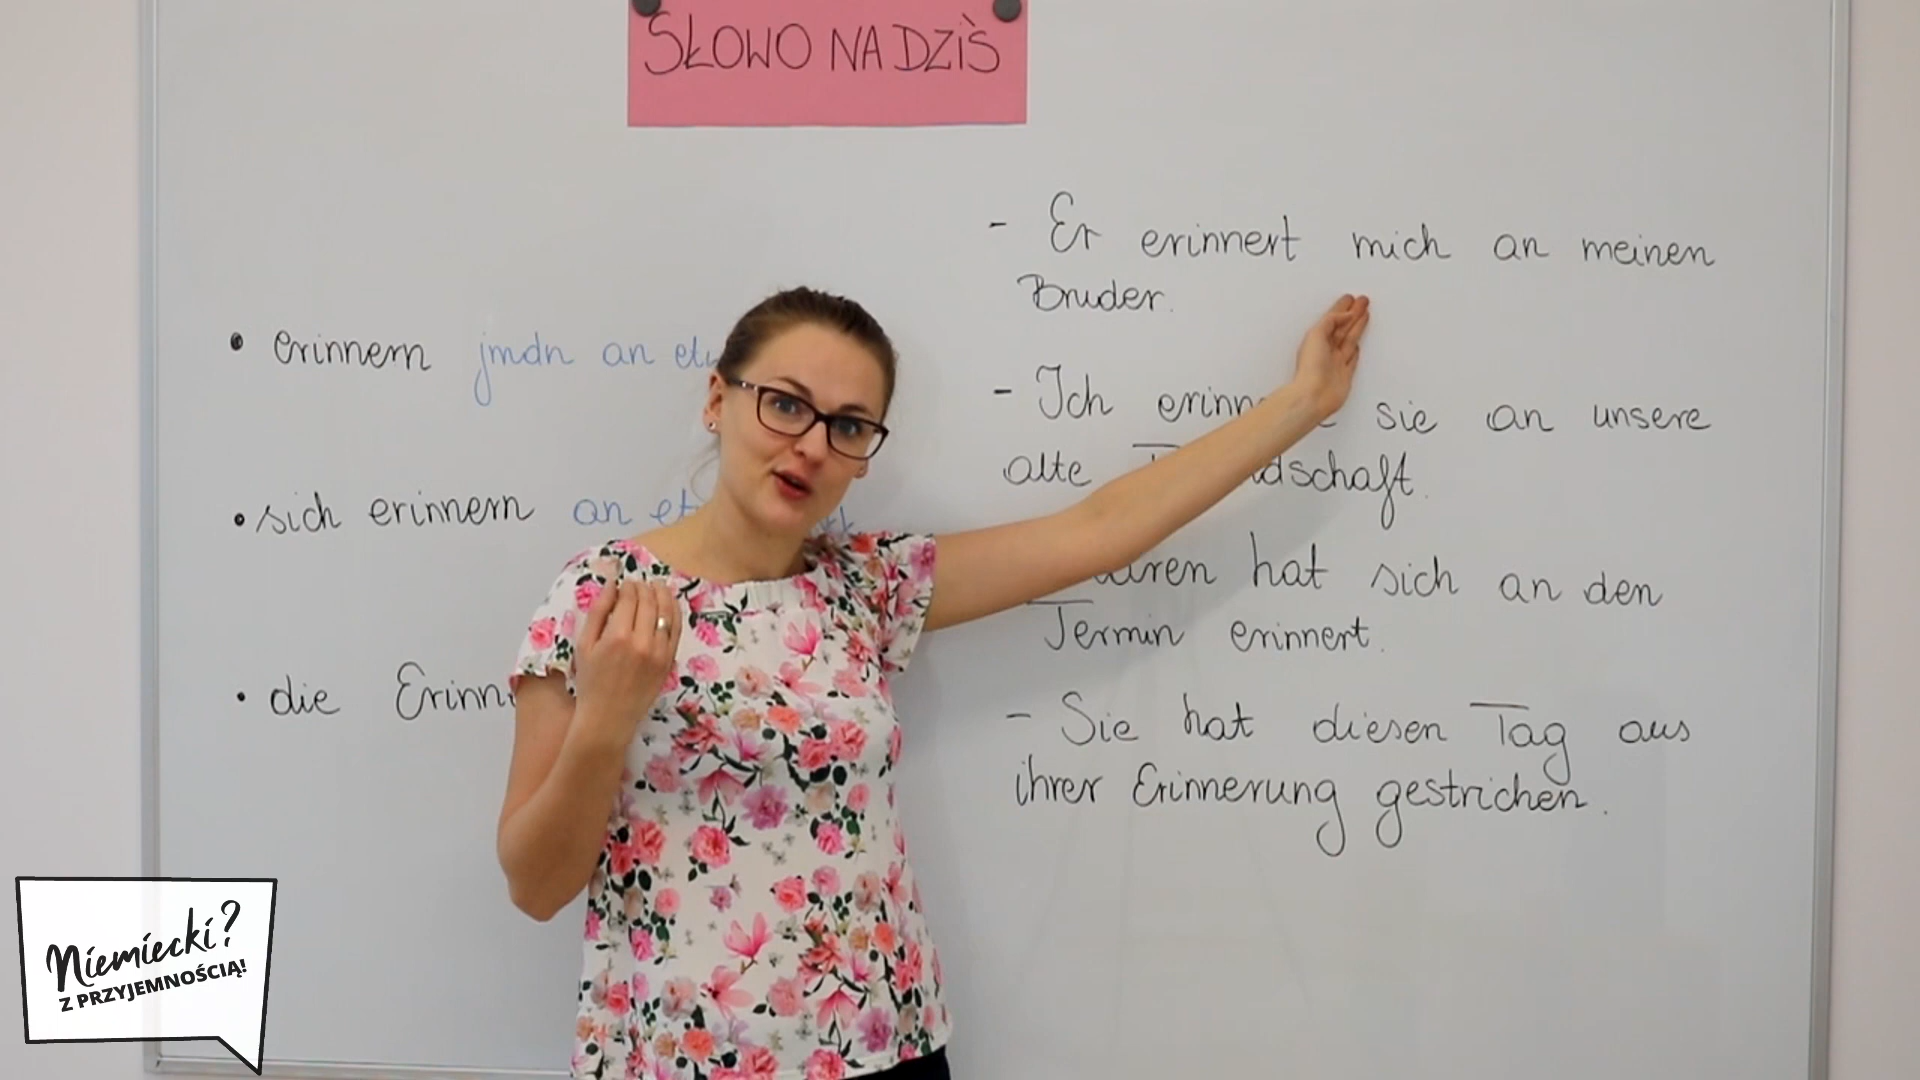 SŁOWO NA DZIŚ
• erinnern jmdn an
• sich erinnern an
• die
- Er erinnert mich an meinen
Bruder.
- Ich sie an unsere
alte
hat sich an den
Termin erinnert.
- Sie hat diesen Tag aus
ihrer Erinnerung gestrichen.
Niemiecki?
Z PRZYJEMNOŚCIĄ!